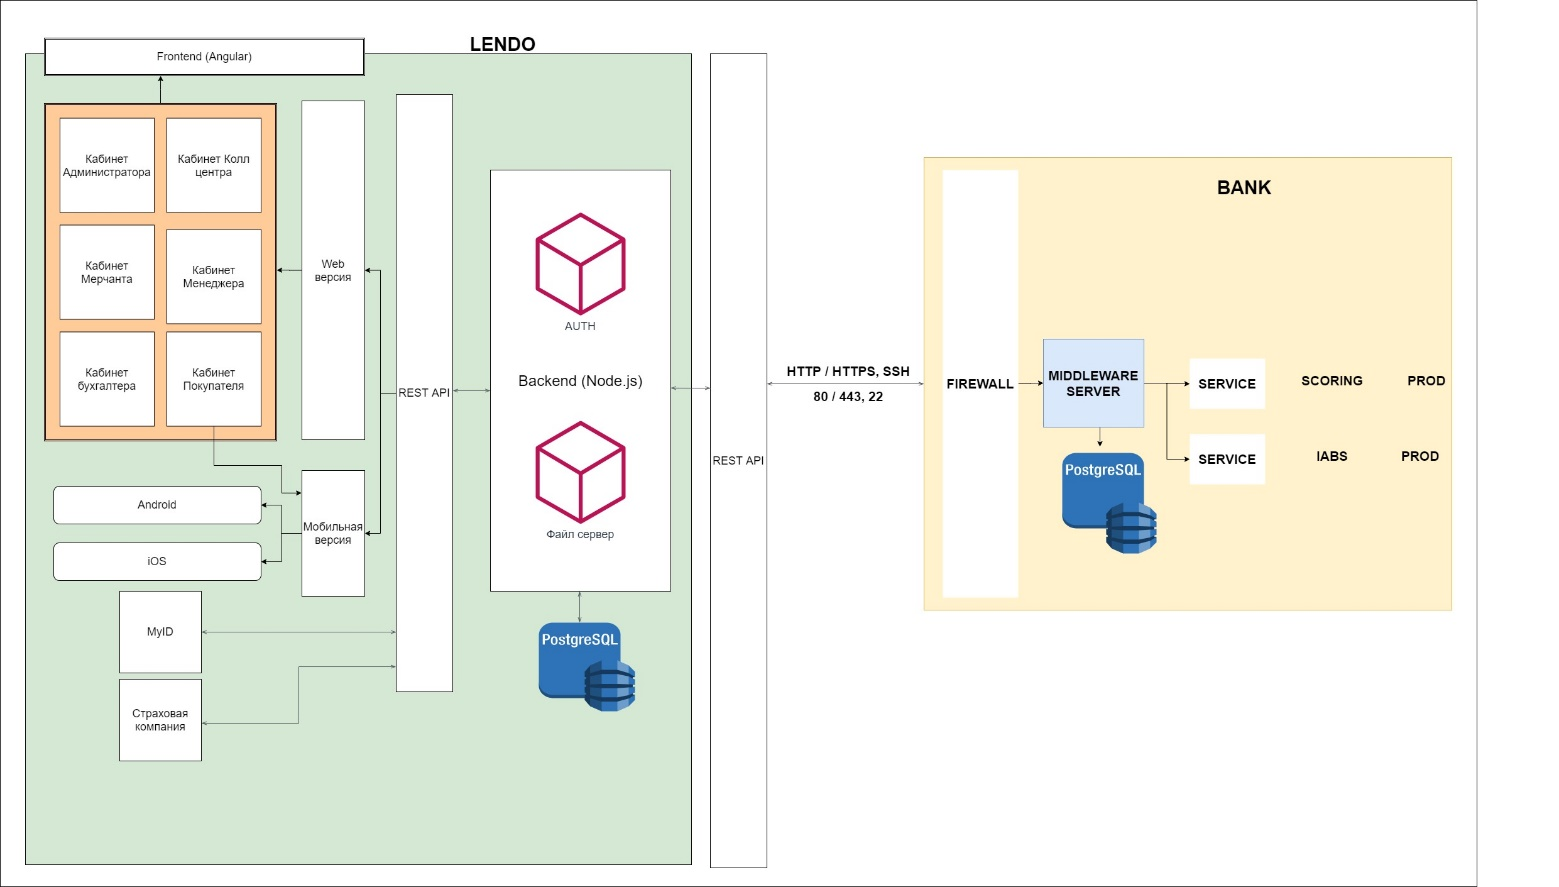 LENDO
Frontend (Angular)
Кабинет
Администратора
Кабинет Колл
центра
Кабинет
Мерчанта
Кабинет
Менеджера
Кабинет
бухгалтера
Кабинет
Покупателя
Web
версия
Мобильная
версия
Android
iOS
MyID
Страховая
компания
REST API
AUTH
Backend (Node.js)
Файл сервер
PostgreSQL
REST API
HTTP / HTTPS, SSH
80 / 443, 22
BANK
FIREWALL
MIDDLEWARE
SERVER
PostgreSQL
SERVICE
SCORING
PROD
SERVICE
IABS
PROD